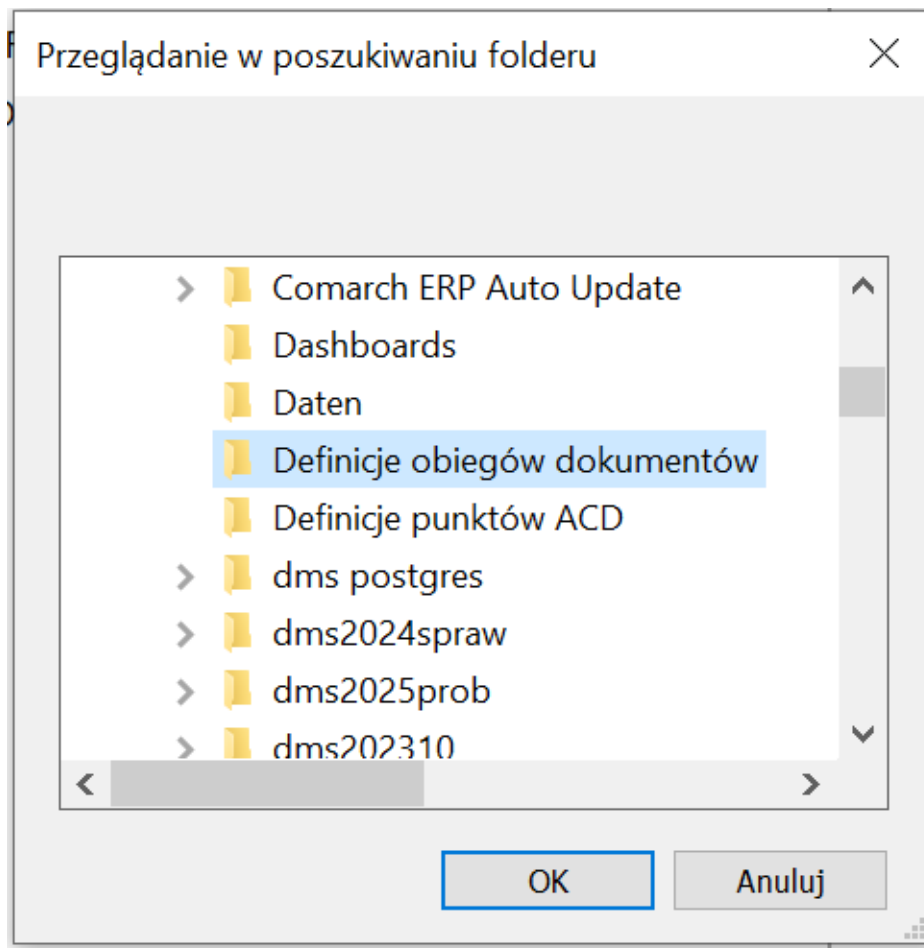 Przeglądanie w poszukiwaniu folderu
Comarch ERP Auto Update
Dashboards
Daten
Definicje obiegów dokumentów
Definicje punktów ACD
dms postgres
dms2024spraw
dms2025prob
dms202310
OK
Anuluj